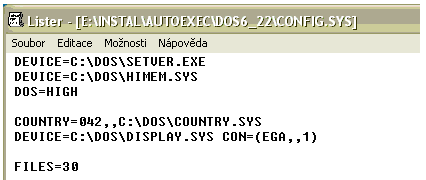 Lister - [E:\INSTAL\AUTOEXEC\DOS6_22\CONFIG.SYS]
Soubor Editace Možnosti Nápověda
DEVICE=C:\DOS\SETVER.EXE
DEVICE=C:\DOS\HIMEM.SYS
DOS=HIGH
COUNTRY=042,,C:\DOS\COUNTRY.SYS
DEVICE=C:\DOS\DISPLAY.SYS CON=(EGA,,1)
FILES=30